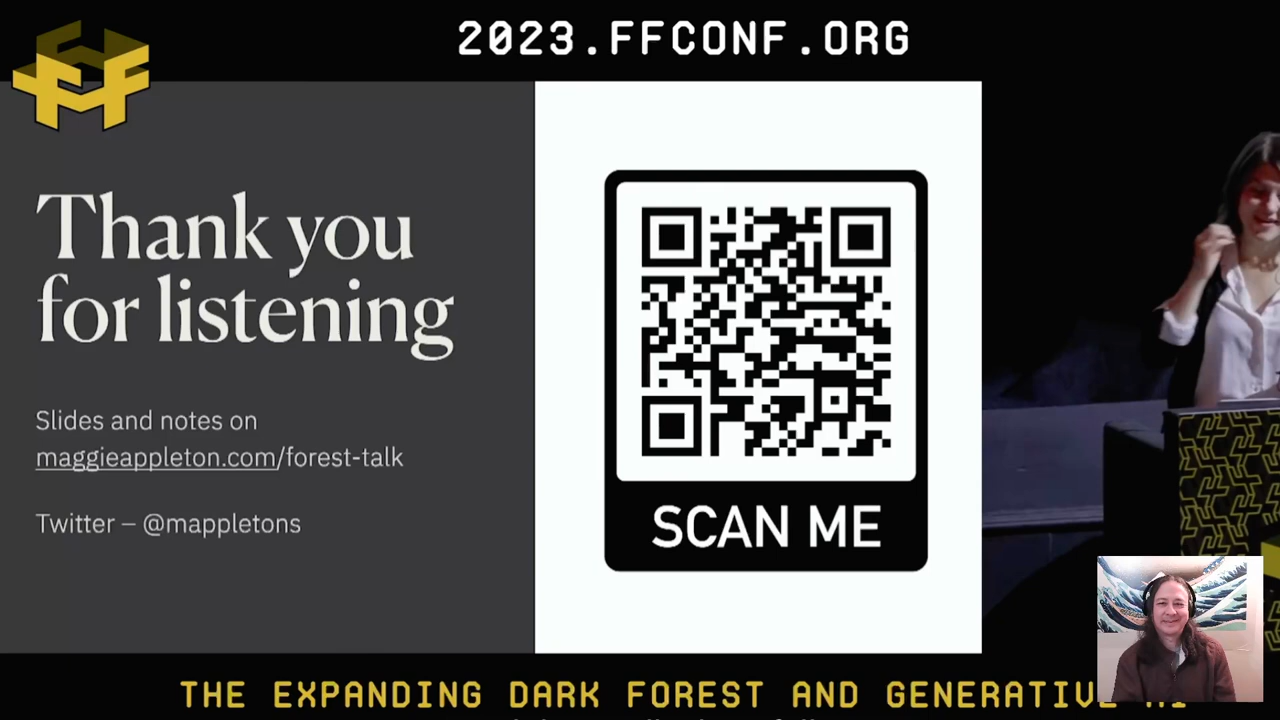 2023.FFCONF.ORG
Thank you
for listening
Slides and notes on
maggieappleton.com/forest-talk
Twitter – @mappletons
SCAN ME
THE EXPANDING DARK FOREST AND GENERATIVE AI